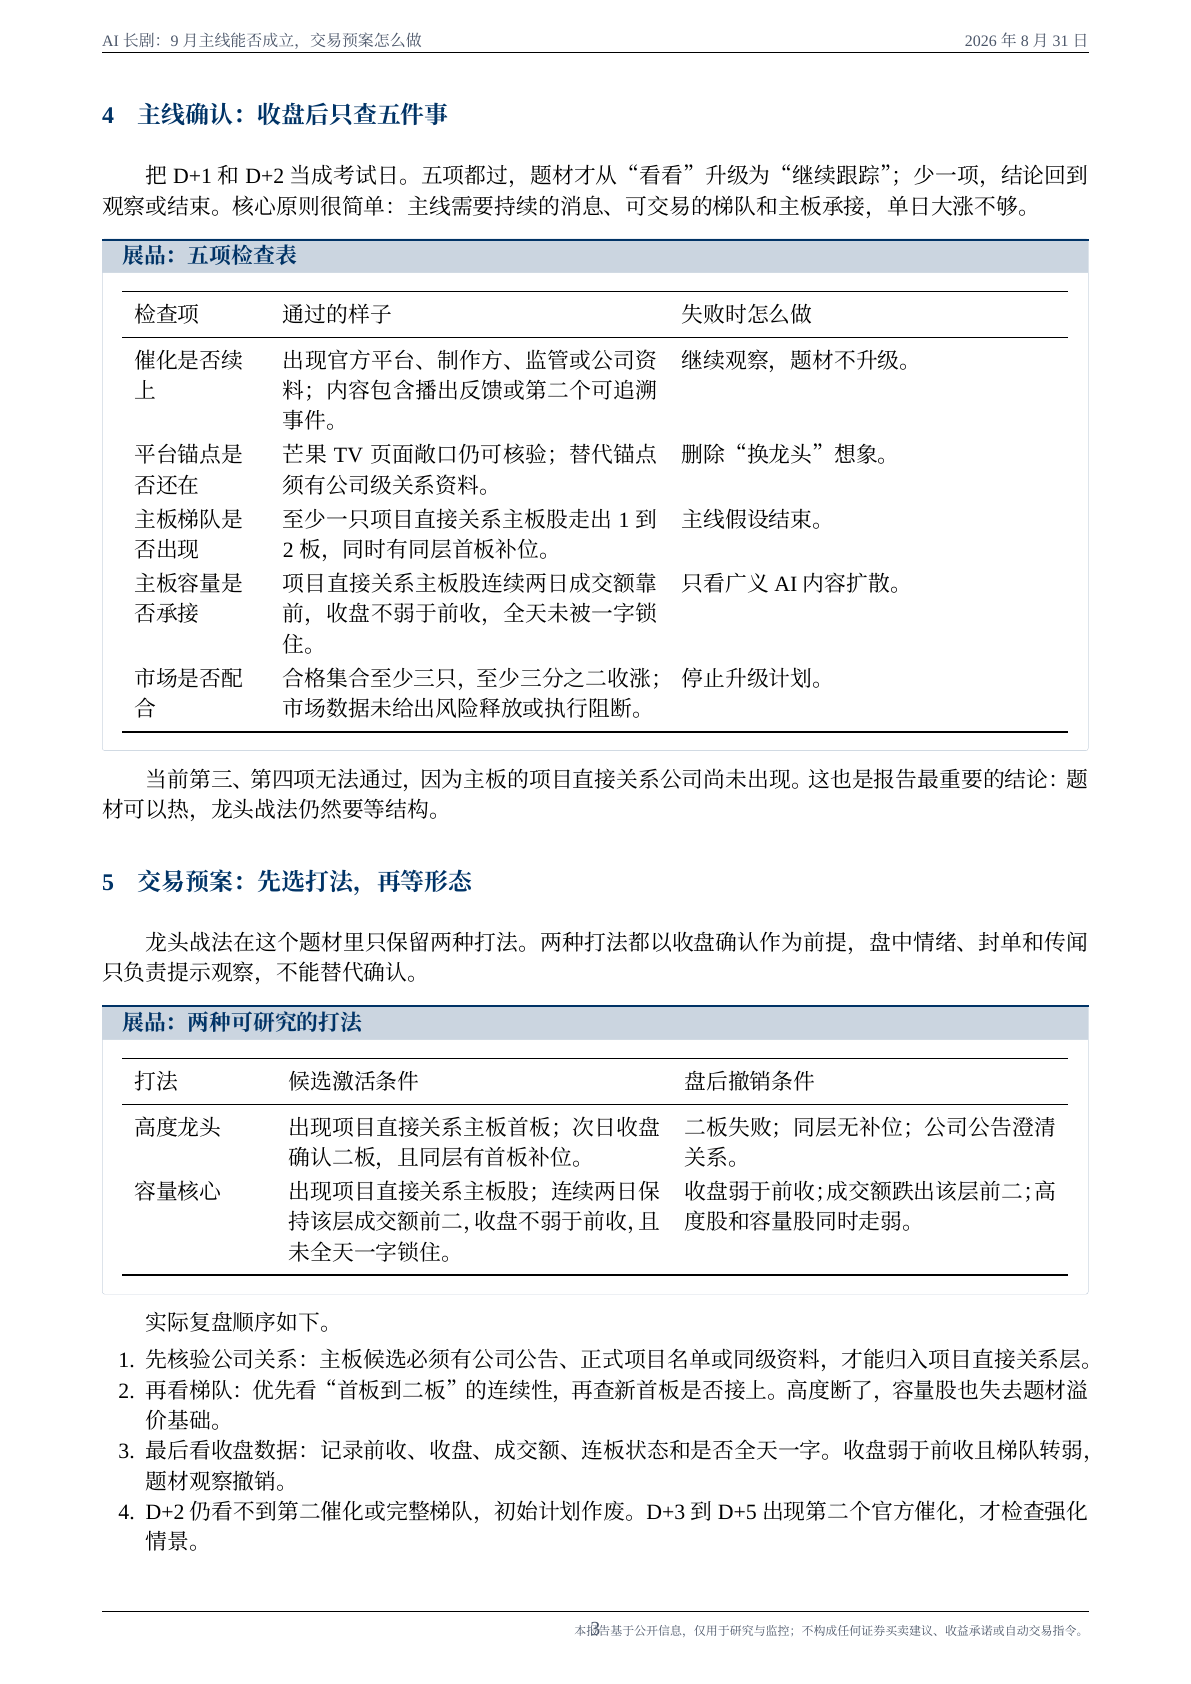 AI 长剧：9 月主线能否成立，交易预案怎么做
2026 年 8 月 31 日
4 主线确认：收盘后只查五件事
把 D+1 和 D+2 当成考试日。五项都过，题材才从“看看”升级为“继续跟踪”；少一项，结论回到
观察或结束。核心原则很简单：主线需要持续的消息、可交易的梯队和主板承接，单日大涨不够。
展品：五项检查表
检查项 通过的样子 失败时怎么做
催化是否续 出现官方平台、制作方、监管或公司资 继续观察，题材不升级。
上 料；内容包含播出反馈或第二个可追溯
事件。
平台锚点是 芒果 TV 页面敞口仍可核验；替代锚点 删除“换龙头”想象。
否还在 须有公司级关系资料。
主板梯队是 至少一只项目直接关系主板股走出 1 到 主线假设结束。
否出现 2 板，同时有同层首板补位。
主板容量是 项目直接关系主板股连续两日成交额靠 只看广义 AI 内容扩散。
否承接 前，收盘不弱于前收，全天未被一字锁
住。
市场是否配 合格集合至少三只，至少三分之二收涨； 停止升级计划。
合 市场数据未给出风险释放或执行阻断。
当前第三、第四项无法通过，因为主板的项目直接关系公司尚未出现。这也是报告最重要的结论：题
材可以热，龙头战法仍然要等结构。
5 交易预案：先选打法，再等形态
龙头战法在这个题材里只保留两种打法。两种打法都以收盘确认作为前提，盘中情绪、封单和传闻
只负责提示观察，不能替代确认。
展品：两种可研究的打法
打法 候选激活条件 盘后撤销条件
高度龙头 出现项目直接关系主板首板；次日收盘 二板失败；同层无补位；公司公告澄清
确认二板，且同层有首板补位。 关系。
容量核心 出现项目直接关系主板股；连续两日保 收盘弱于前收；成交额跌出该层前二；高
持该层成交额前二，收盘不弱于前收，且 度股和容量股同时走弱。
未全天一字锁住。
实际复盘顺序如下。
1. 先核验公司关系：主板候选必须有公司公告、正式项目名单或同级资料，才能归入项目直接关系层。
2. 再看梯队：优先看“首板到二板”的连续性，再查新首板是否接上。高度断了，容量股也失去题材溢
价基础。
3. 最后看收盘数据：记录前收、收盘、成交额、连板状态和是否全天一字。收盘弱于前收且梯队转弱，
题材观察撤销。
4. D+2 仍看不到第二催化或完整梯队，初始计划作废。D+3 到 D+5 出现第二个官方催化，才检查强化
情景。
3
本报告基于公开信息，仅用于研究与监控；不构成任何证券买卖建议、收益承诺或自动交易指令。